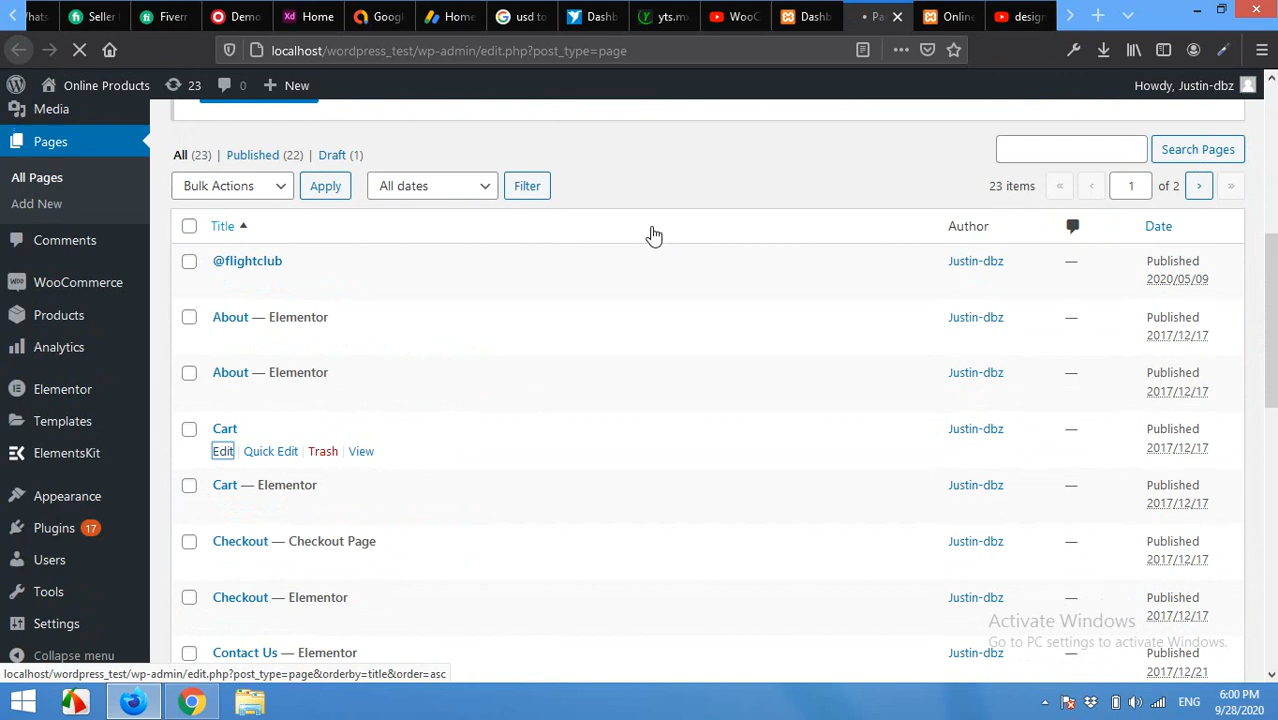 Whats
Seller
Fiverr
Demo
Home
Googl
Home
usd to
Dashb
yts.mx
WooC
Dashb
Pa
Online
design
localhost/wordpress_test/wp-admin/edit.php?post_type=page
Online Products
23
0
New
Howdy, Justin-dbz
Media
Pages
All Pages
Add New
Comments
WooCommerce
Products
Analytics
Elementor
Templates
ElementsKit
Appearance
Plugins 17
Users
Tools
Settings
Collapse menu
All (23) | Published (22) | Draft (1)
Search Pages
Bulk Actions
Apply
All dates
Filter
23 items « ‹ 1 of 2 › »
Title Author Date
@flightclub Justin-dbz — Published
2020/05/09
About — Elementor Justin-dbz — Published
2017/12/17
About — Elementor Justin-dbz — Published
2017/12/17
Cart Justin-dbz — Published
Edit | Quick Edit | Trash | View 2017/12/17
Cart — Elementor Justin-dbz — Published
2017/12/17
Checkout — Checkout Page Justin-dbz — Published
2017/12/17
Checkout — Elementor Justin-dbz — Published
2017/12/17
Contact Us — Elementor Justin-dbz — Published
2017/12/21
Activate Windows
Go to PC settings to activate Windows.
localhost/wordpress_test/wp-admin/edit.php?post_type=page&orderby=title&order=asc
ENG
6:00 PM
9/28/2020